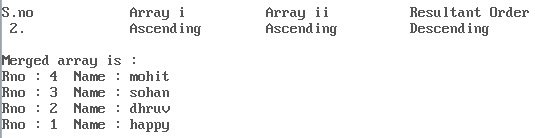 S.no Array i Array ii Resultant Order
2. Ascending Ascending Descending
Merged array is :
Rno : 4 Name : mohit
Rno : 3 Name : sohan
Rno : 2 Name : dhruv
Rno : 1 Name : happy